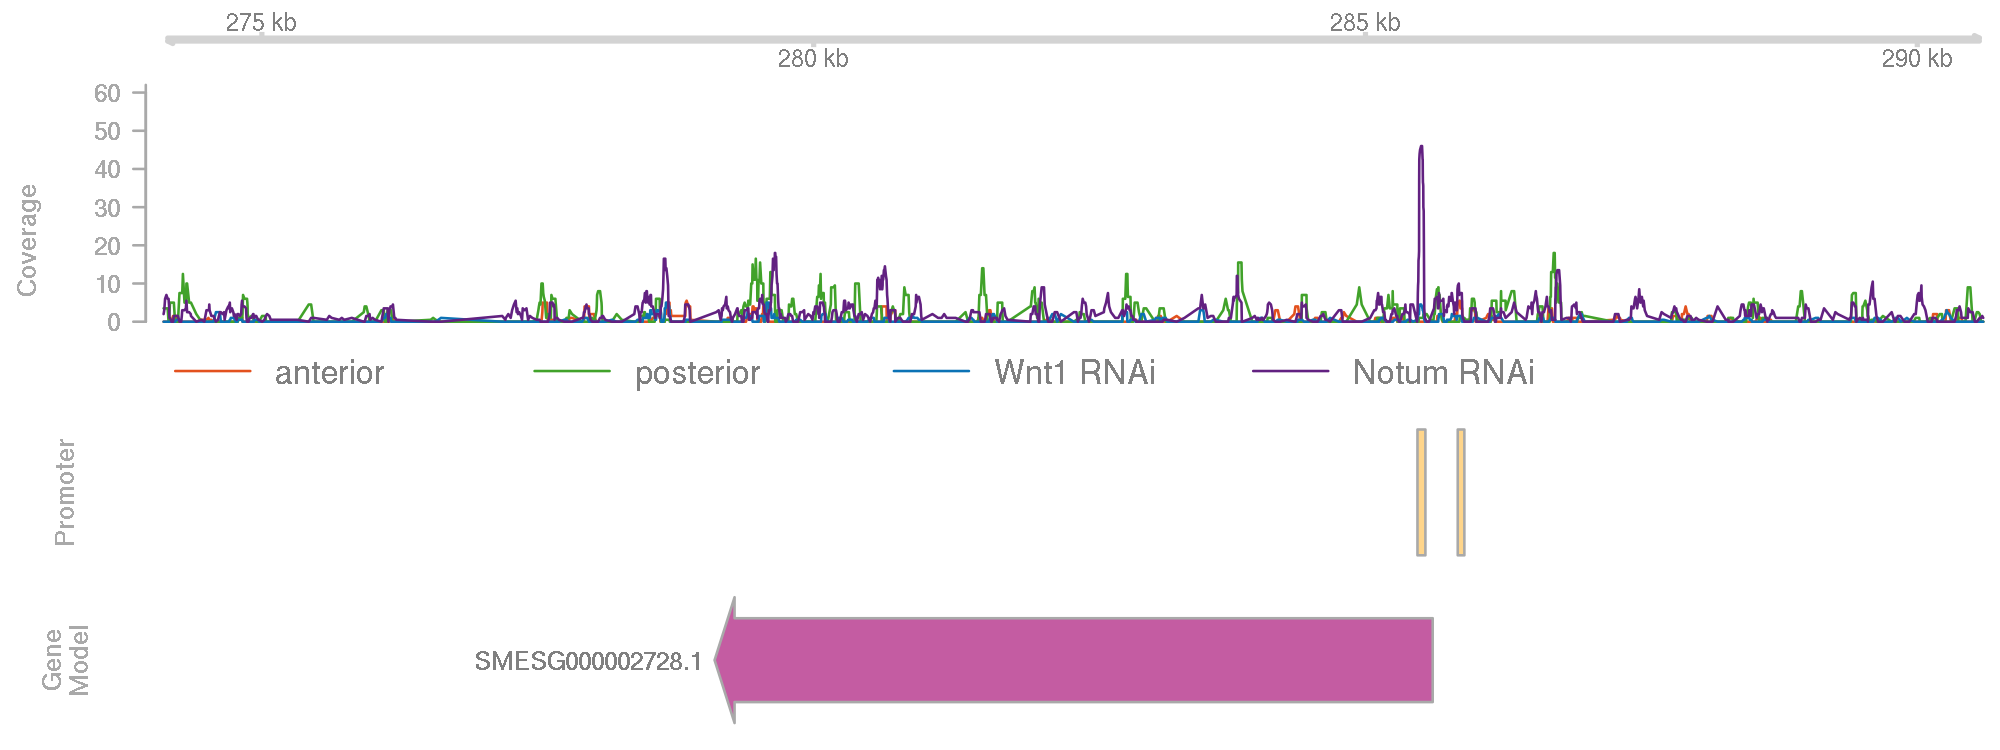 275 kb
285 kb
280 kb
290 kb
60
50
40
30
20
10
0
Coverage
anterior
posterior
Wnt1 RNAi
Notum RNAi
Promoter
Gene
Model
SMESG000002728.1